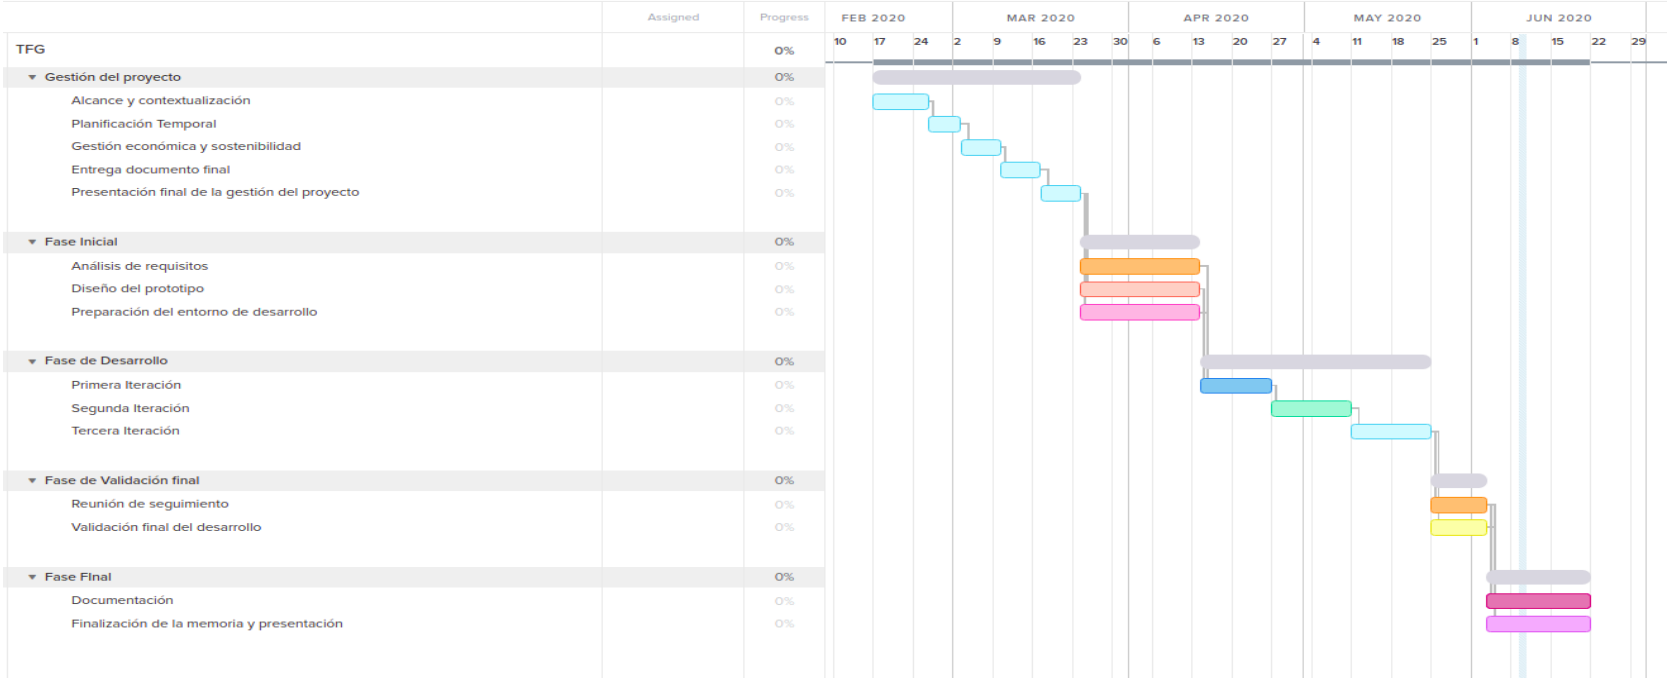 Assigned Progress FEB 2020 MAR 2020 APR 2020 MAY 2020 JUN 2020
10 17 24 2 9 16 23 30 6 13 20 27 4 11 18 25 1 8 15 22 29
TFG 0%
Gestión del proyecto 0%
Alcance y contextualización 0%
Planificación Temporal 0%
Gestión económica y sostenibilidad 0%
Entrega documento final 0%
Presentación final de la gestión del proyecto 0%
Fase Inicial 0%
Análisis de requisitos 0%
Diseño del prototipo 0%
Preparación del entorno de desarrollo 0%
Fase de Desarrollo 0%
Primera Iteración 0%
Segunda Iteración 0%
Tercera Iteración 0%
Fase de Validación final 0%
Reunión de seguimiento 0%
Validación final del desarrollo 0%
Fase FInal 0%
Documentación 0%
Finalización de la memoria y presentación 0%